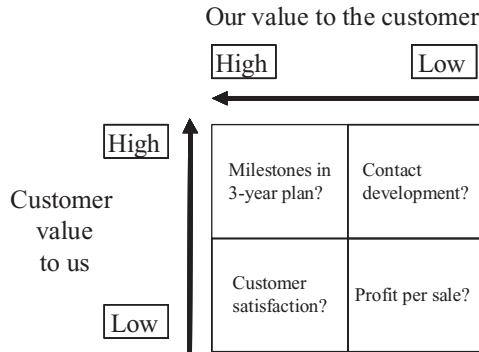 Our value to the customer
High
Low
High
Customer
value
to us
Low
Milestones in
3-year plan?
Contact
development?
Customer
satisfaction?
Profit per sale?